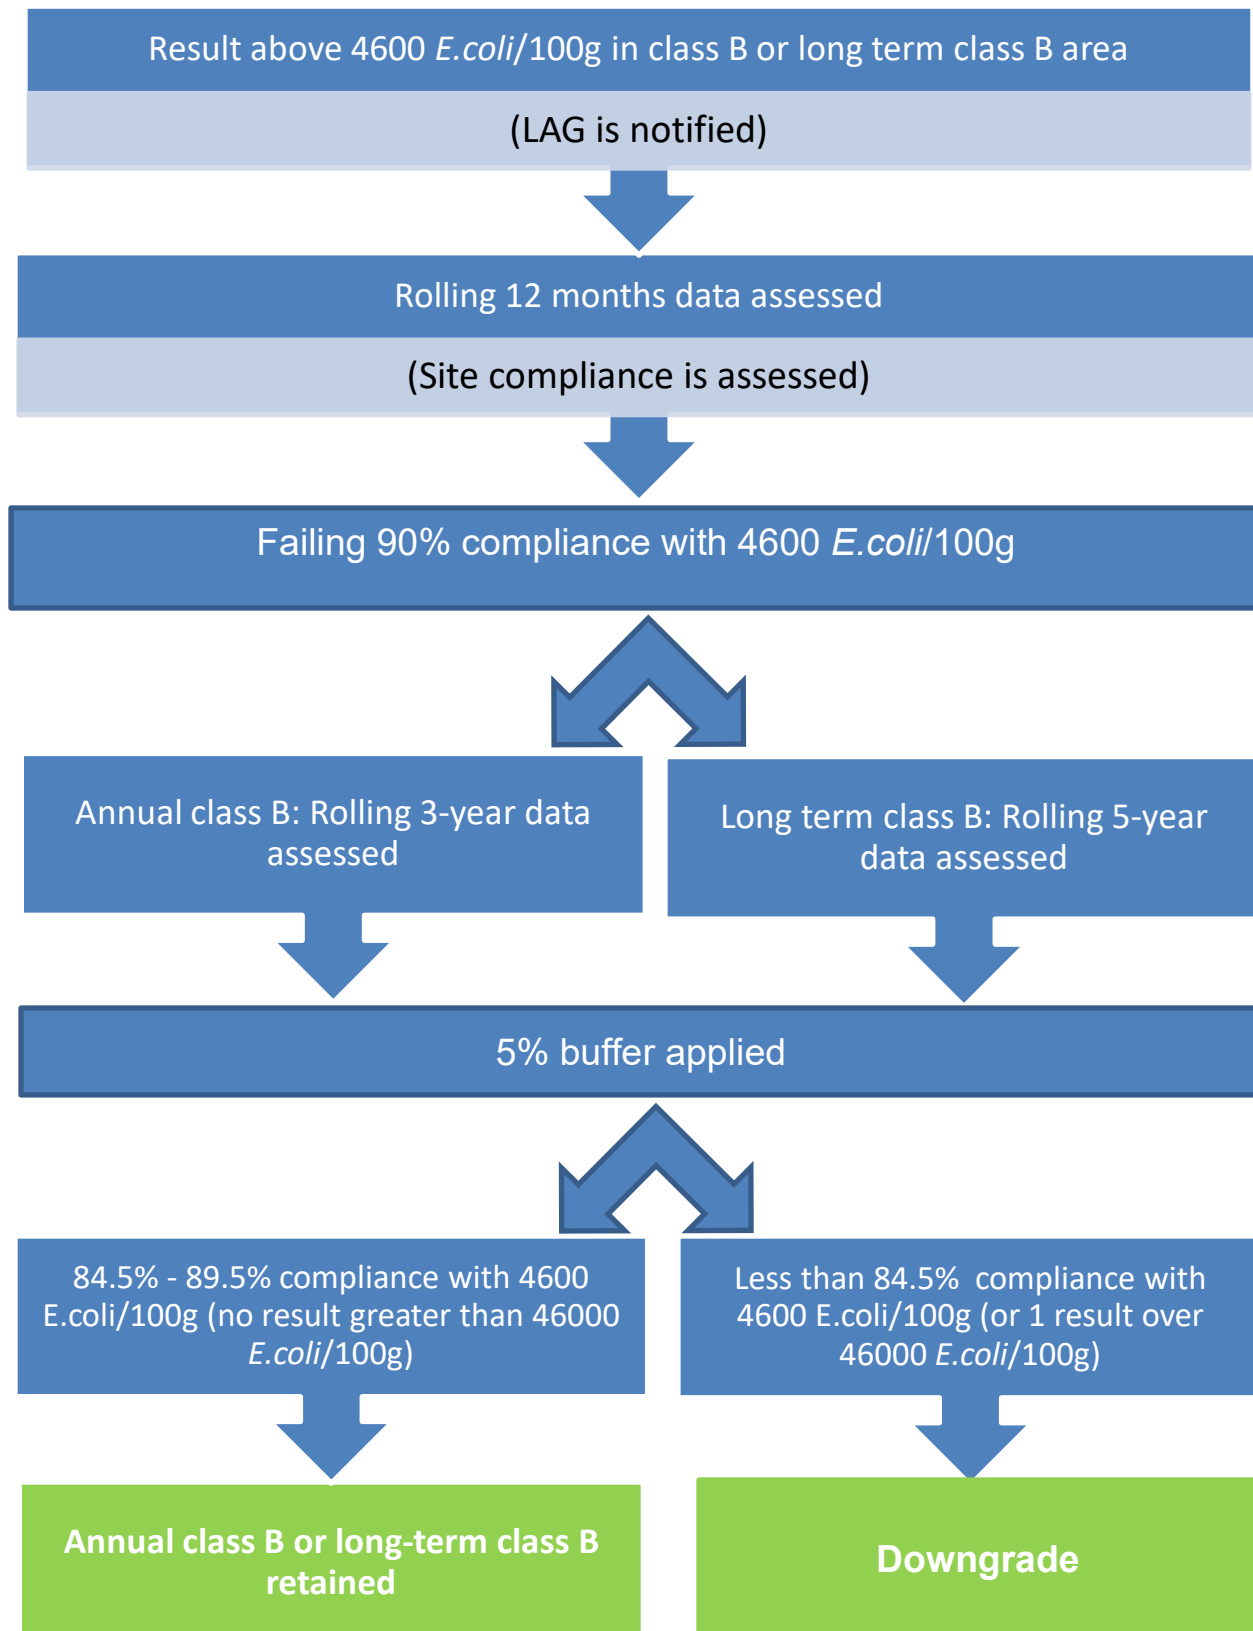 Result above 4600 E.coli/100g in class B or long term class B area
(LAG is notified)
Rolling 12 months data assessed
(Site compliance is assessed)
Failing 90% compliance with 4600 E.coli/100g
Annual class B: Rolling 3-year data
assessed
Long term class B: Rolling 5-year
data assessed
5% buffer applied
84.5% - 89.5% compliance with 4600
E.coli/100g (no result greater than 46000
E.coli/100g)
Less than 84.5%  compliance with
4600 E.coli/100g (or 1 result over
46000 E.coli/100g)
Annual class B or long-term class B
retained
Downgrade